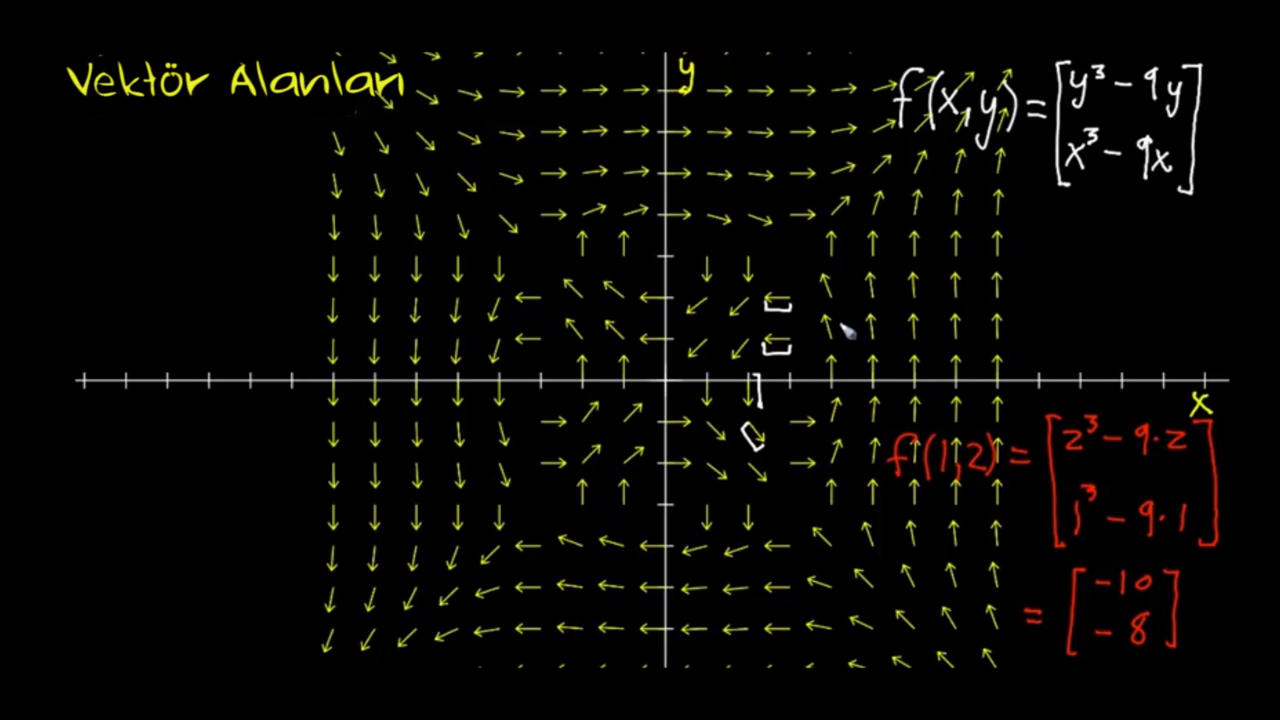 Vektör Alanları
y
f(x,y) = [y³ - 9y
x³ - 9x]
x
f(1,2) = [2³ - 9·2
1³ - 9·1]
= [-10
-8]